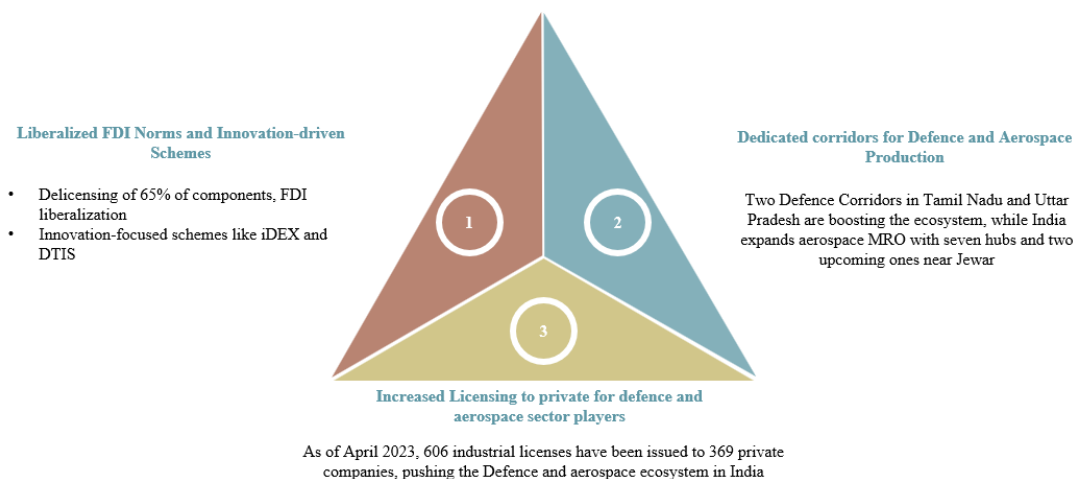 Liberalized FDI Norms and Innovation-driven
Schemes
• Delicensing of 65% of components, FDI
liberalization
• Innovation-focused schemes like iDEX and
DTIS
1
2
3
Dedicated corridors for Defence and Aerospace
Production
Two Defence Corridors in Tamil Nadu and Uttar
Pradesh are boosting the ecosystem, while India
expands aerospace MRO with seven hubs and two
upcoming ones near Jewar
Increased Licensing to private for defence and
aerospace sector players
As of April 2023, 606 industrial licenses have been issued to 369 private
companies, pushing the Defence and aerospace ecosystem in India